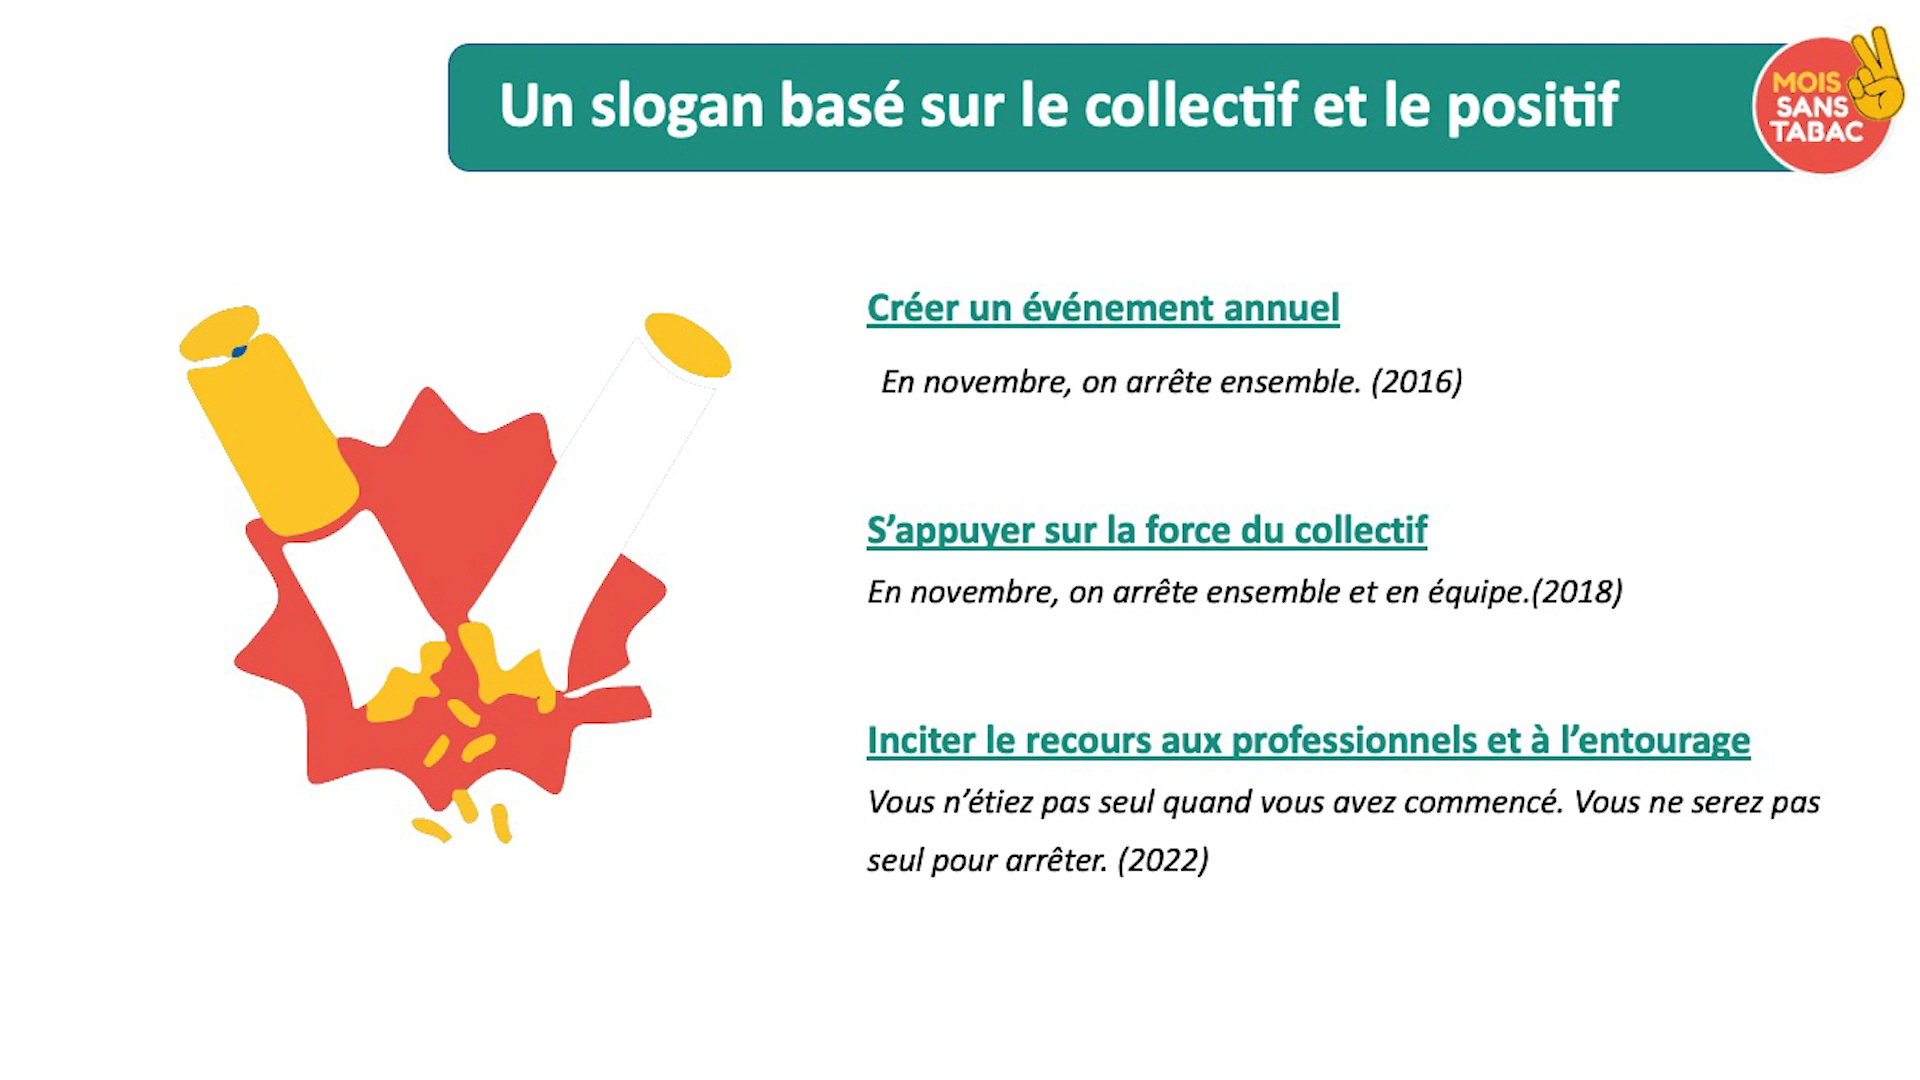 Un slogan basé sur le collectif et le positif
MOIS
SANS
TABAC
Créer un événement annuel
En novembre, on arrête ensemble. (2016)
S’appuyer sur la force du collectif
En novembre, on arrête ensemble et en équipe.(2018)
Inciter le recours aux professionnels et à l’entourage
Vous n’étiez pas seul quand vous avez commencé. Vous ne serez pas
seul pour arrêter. (2022)